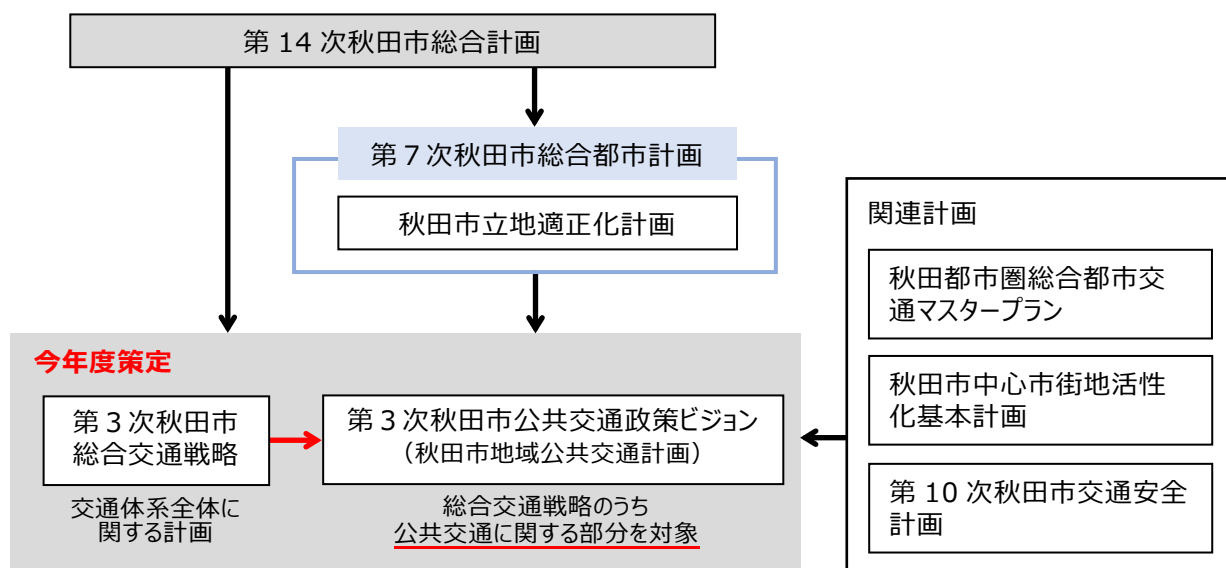 第 14 次秋田市総合計画
第 7 次秋田市総合都市計画
秋田市立地適正化計画
関連計画
秋田都市圏総合都市交
通マスタープラン
秋田市中心市街地活性
化基本計画
第 10 次秋田市交通安全
計画
今年度策定
第 3 次秋田市
総合交通戦略
交通体系全体に
関する計画
第 3 次秋田市公共交通政策ビジョン
（秋田市地域公共交通計画）
総合交通戦略のうち
公共交通に関する部分を対象